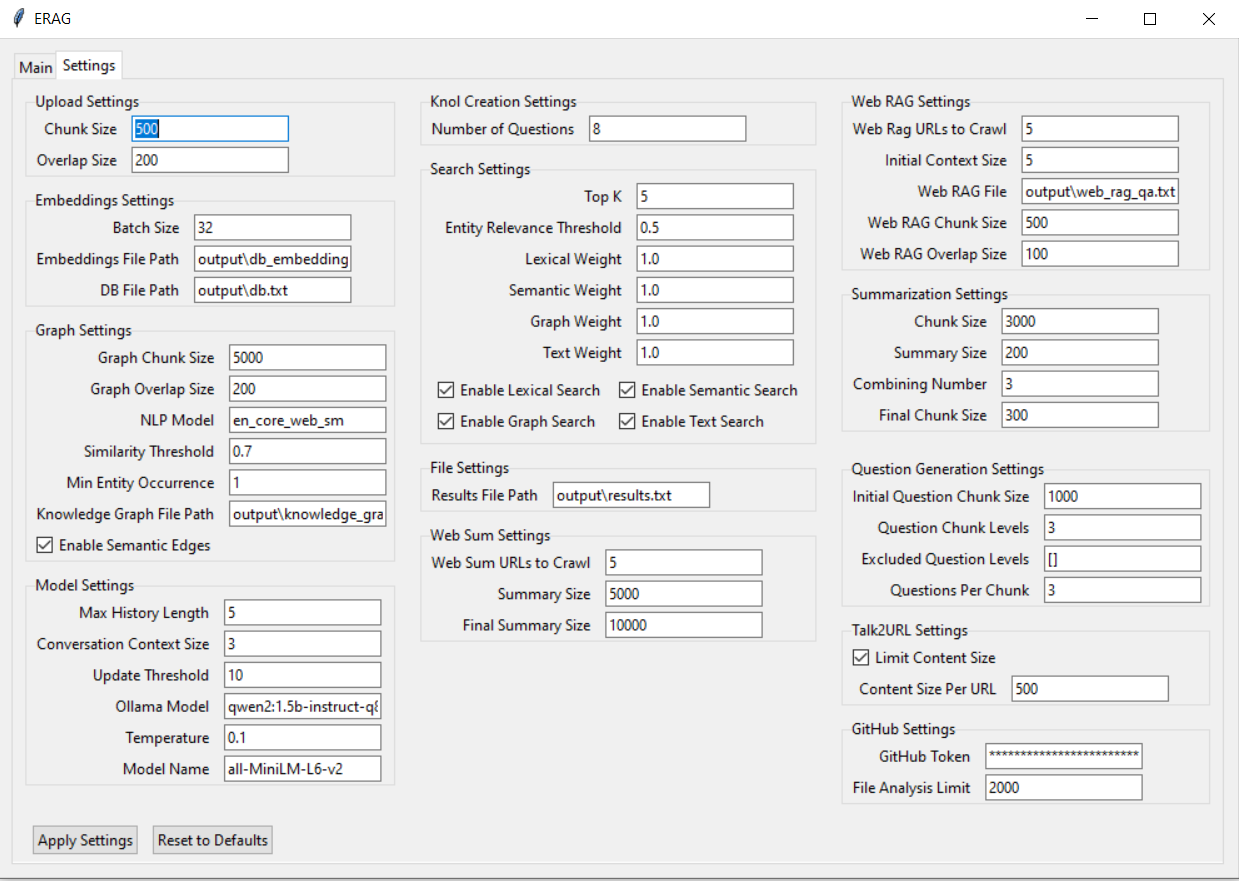 ERAG
Main
Settings
Upload Settings
Chunk Size 500
Overlap Size 200
Embeddings Settings
Batch Size 32
Embeddings File Path output\db_embedding
DB File Path output\db.txt
Graph Settings
Graph Chunk Size 5000
Graph Overlap Size 200
NLP Model en_core_web_sm
Similarity Threshold 0.7
Min Entity Occurrence 1
Knowledge Graph File Path output\knowledge_gra
Enable Semantic Edges
Model Settings
Max History Length 5
Conversation Context Size 3
Update Threshold 10
Ollama Model qwen2:1.5b-instruct-q8
Temperature 0.1
Model Name all-MiniLM-L6-v2
Apply Settings
Reset to Defaults
Knol Creation Settings
Number of Questions 8
Search Settings
Top K 5
Entity Relevance Threshold 0.5
Lexical Weight 1.0
Semantic Weight 1.0
Graph Weight 1.0
Text Weight 1.0
Enable Lexical Search Enable Semantic Search
Enable Graph Search Enable Text Search
File Settings
Results File Path output\results.txt
Web Sum Settings
Web Sum URLs to Crawl 5
Summary Size 5000
Final Summary Size 10000
Web RAG Settings
Web Rag URLs to Crawl 5
Initial Context Size 5
Web RAG File output\web_rag_qa.txt
Web RAG Chunk Size 500
Web RAG Overlap Size 100
Summarization Settings
Chunk Size 3000
Summary Size 200
Combining Number 3
Final Chunk Size 300
Question Generation Settings
Initial Question Chunk Size 1000
Question Chunk Levels 3
Excluded Question Levels []
Questions Per Chunk 3
Talk2URL Settings
Limit Content Size
Content Size Per URL 500
GitHub Settings
GitHub Token ************************
File Analysis Limit 2000